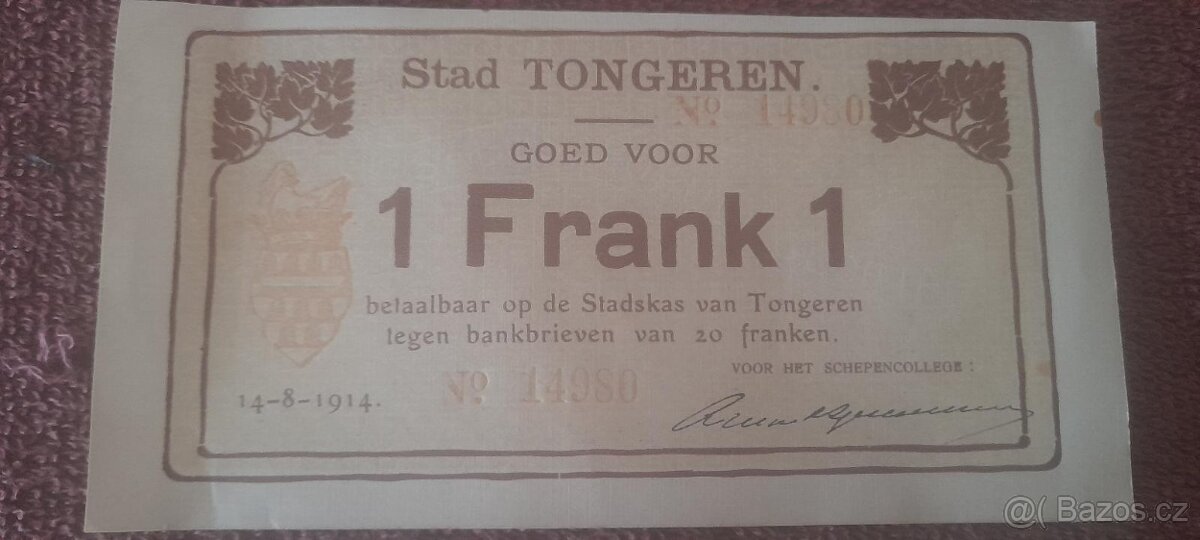 Stad TONGEREN.
Nº 14980
GOED VOOR
1 Frank 1
betaalbaar op de Stadskas van Tongeren
tegen bankbrieven van 20 franken.
VOOR HET SCHEPENCOLLEGE :
Nº 14980
14-8-1914.
@( Bazos.cz